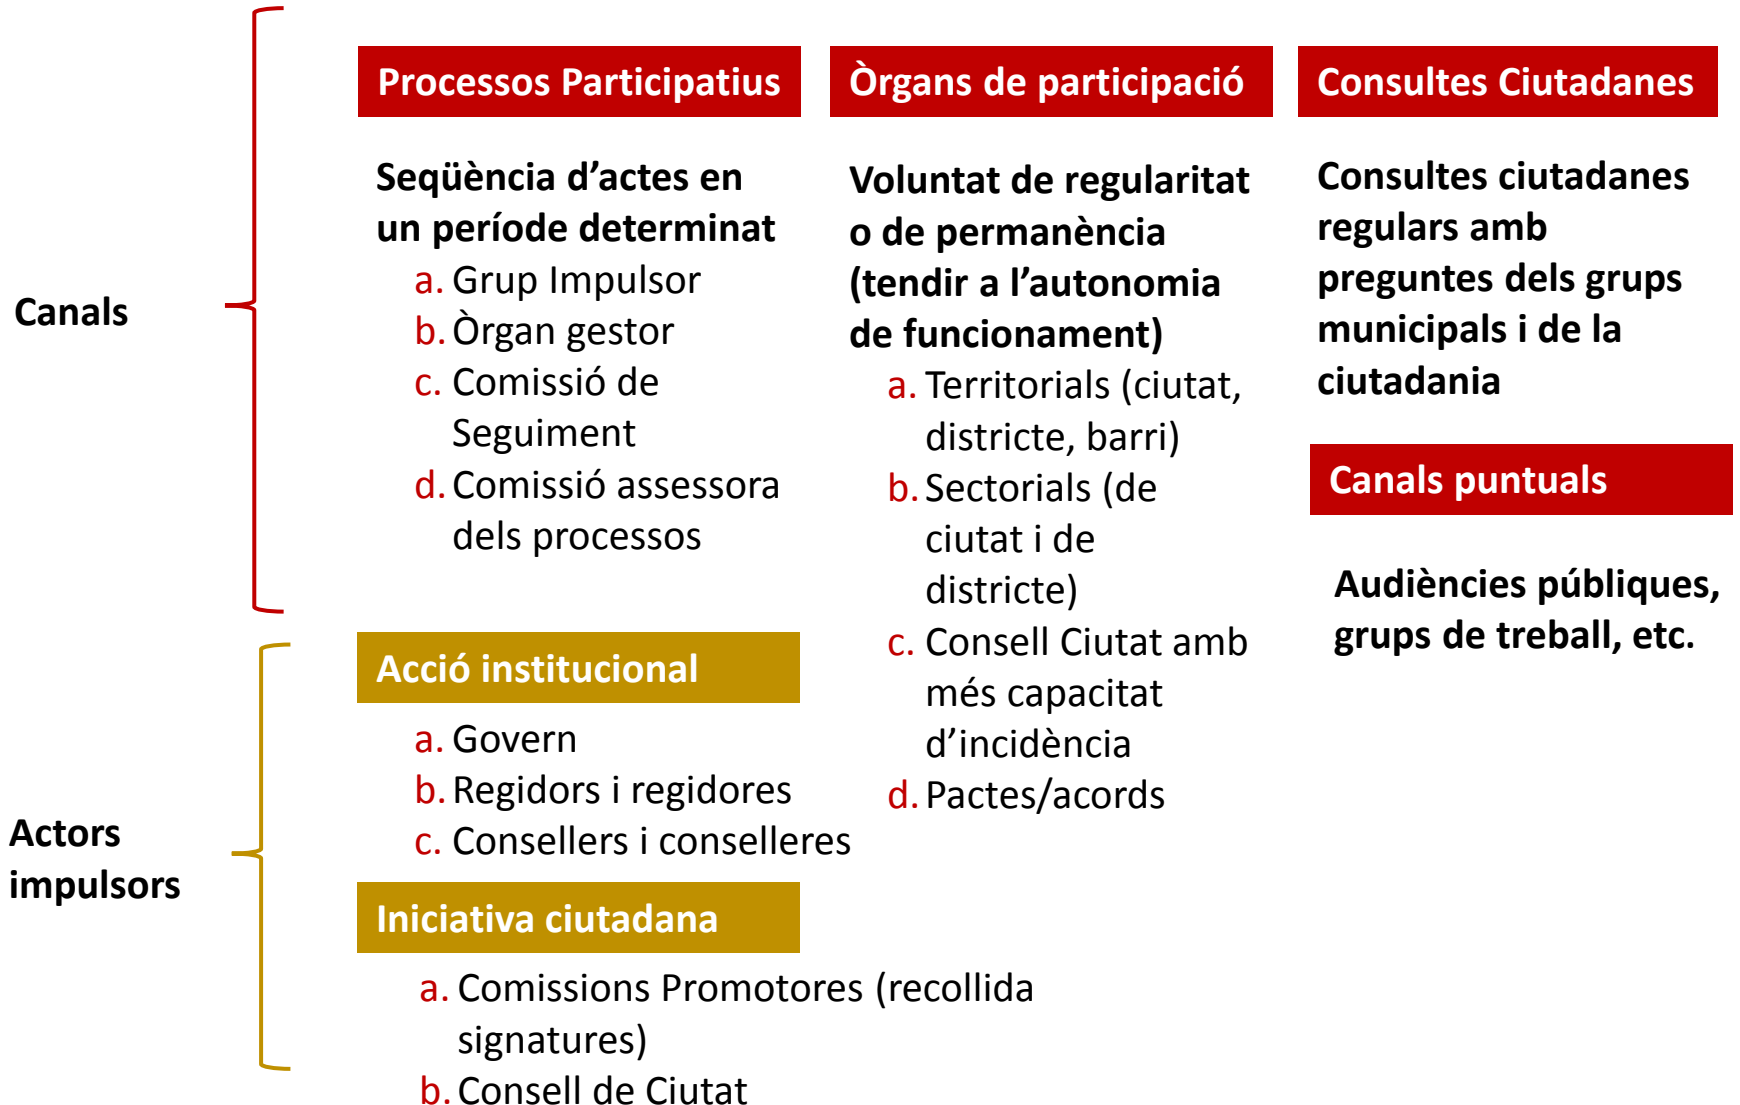 Canals
Processos Participatius
Seqüència d’actes en
un període determinat
a. Grup Impulsor
b. Òrgan gestor
c. Comissió de
Seguiment
d. Comissió assessora
dels processos
Òrgans de participació
Voluntat de regularitat
o de permanència
(tendir a l’autonomia
de funcionament)
a. Territorials (ciutat,
districte, barri)
b. Sectorials (de
ciutat i de
districte)
c. Consell Ciutat amb
més capacitat
d’incidència
d. Pactes/acords
Consultes Ciutadanes
Consultes ciutadanes
regulars amb
preguntes dels grups
municipals i de la
ciutadania
Canals puntuals
Audiències públiques,
grups de treball, etc.
Actors
impulsors
Acció institucional
a. Govern
b. Regidors i regidores
c. Consellers i conselleres
Iniciativa ciutadana
a. Comissions Promotores (recollida
signatures)
b. Consell de Ciutat